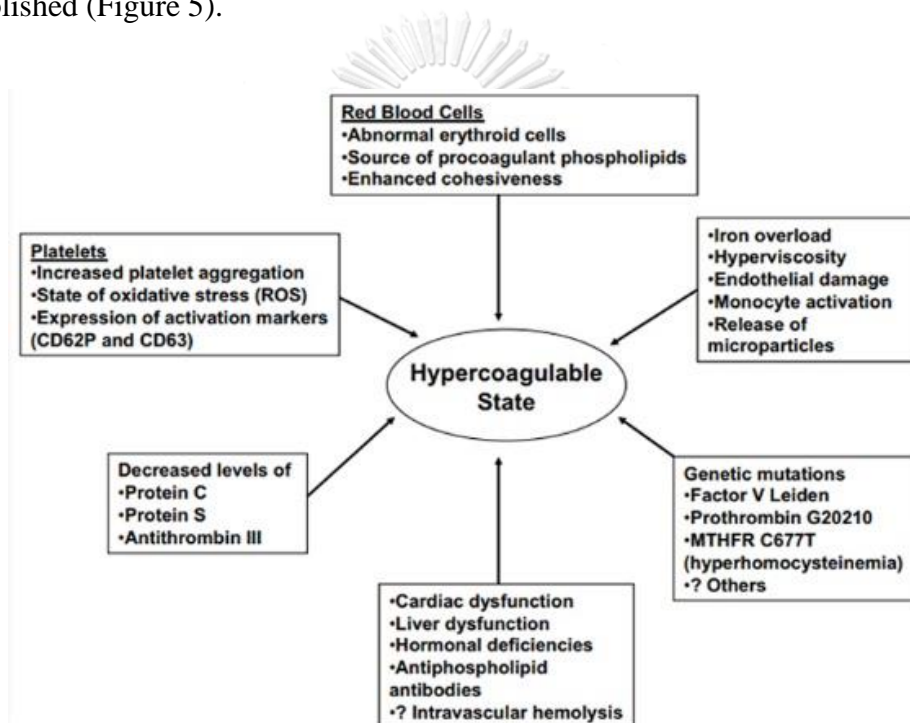 lished (Figure 5).
Red Blood Cells
•Abnormal erythroid cells
•Source of procoagulant phospholipids
•Enhanced cohesiveness
Platelets
•Increased platelet aggregation
•State of oxidative stress (ROS)
•Expression of activation markers
(CD62P and CD63)
•Iron overload
•Hyperviscosity
•Endothelial damage
•Monocyte activation
•Release of
microparticles
Hypercoagulable
State
Decreased levels of
•Protein C
•Protein S
•Antithrombin III
Genetic mutations
•Factor V Leiden
•Prothrombin G20210
•MTHFR C677T
(hyperhomocysteinemia)
•? Others
•Cardiac dysfunction
•Liver dysfunction
•Hormonal deficiencies
•Antiphospholipid
antibodies
•? Intravascular hemolysis